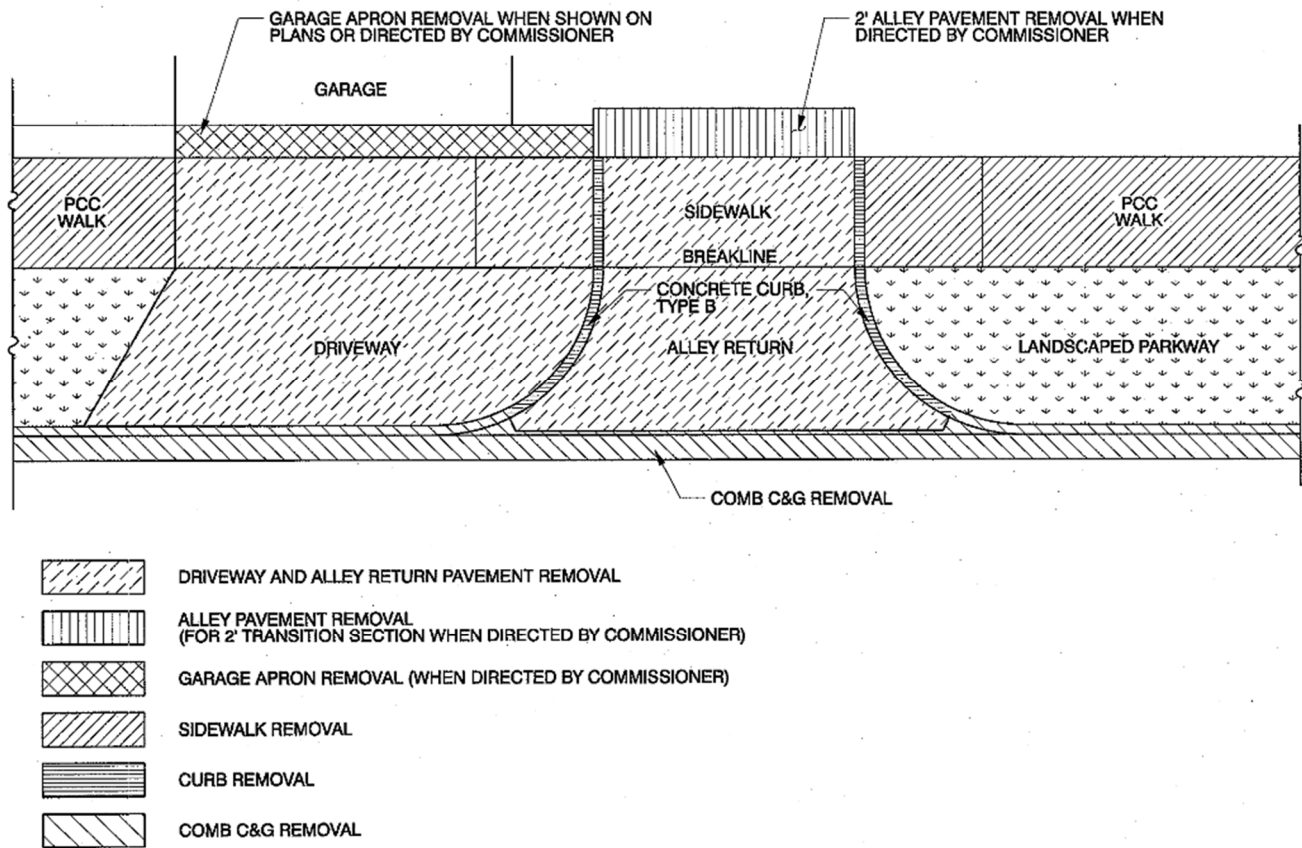 GARAGE APRON REMOVAL WHEN SHOWN ON
PLANS OR DIRECTED BY COMMISSIONER
2' ALLEY PAVEMENT REMOVAL WHEN
DIRECTED BY COMMISSIONER
GARAGE
PCC
WALK
SIDEWALK
PCC
WALK
BREAKLINE
CONCRETE CURB,
TYPE B
DRIVEWAY
ALLEY RETURN
LANDSCAPED PARKWAY
COMB C&G REMOVAL
DRIVEWAY AND ALLEY RETURN PAVEMENT REMOVAL
ALLEY PAVEMENT REMOVAL
(FOR 2' TRANSITION SECTION WHEN DIRECTED BY COMMISSIONER)
GARAGE APRON REMOVAL (WHEN DIRECTED BY COMMISSIONER)
SIDEWALK REMOVAL
CURB REMOVAL
COMB C&G REMOVAL